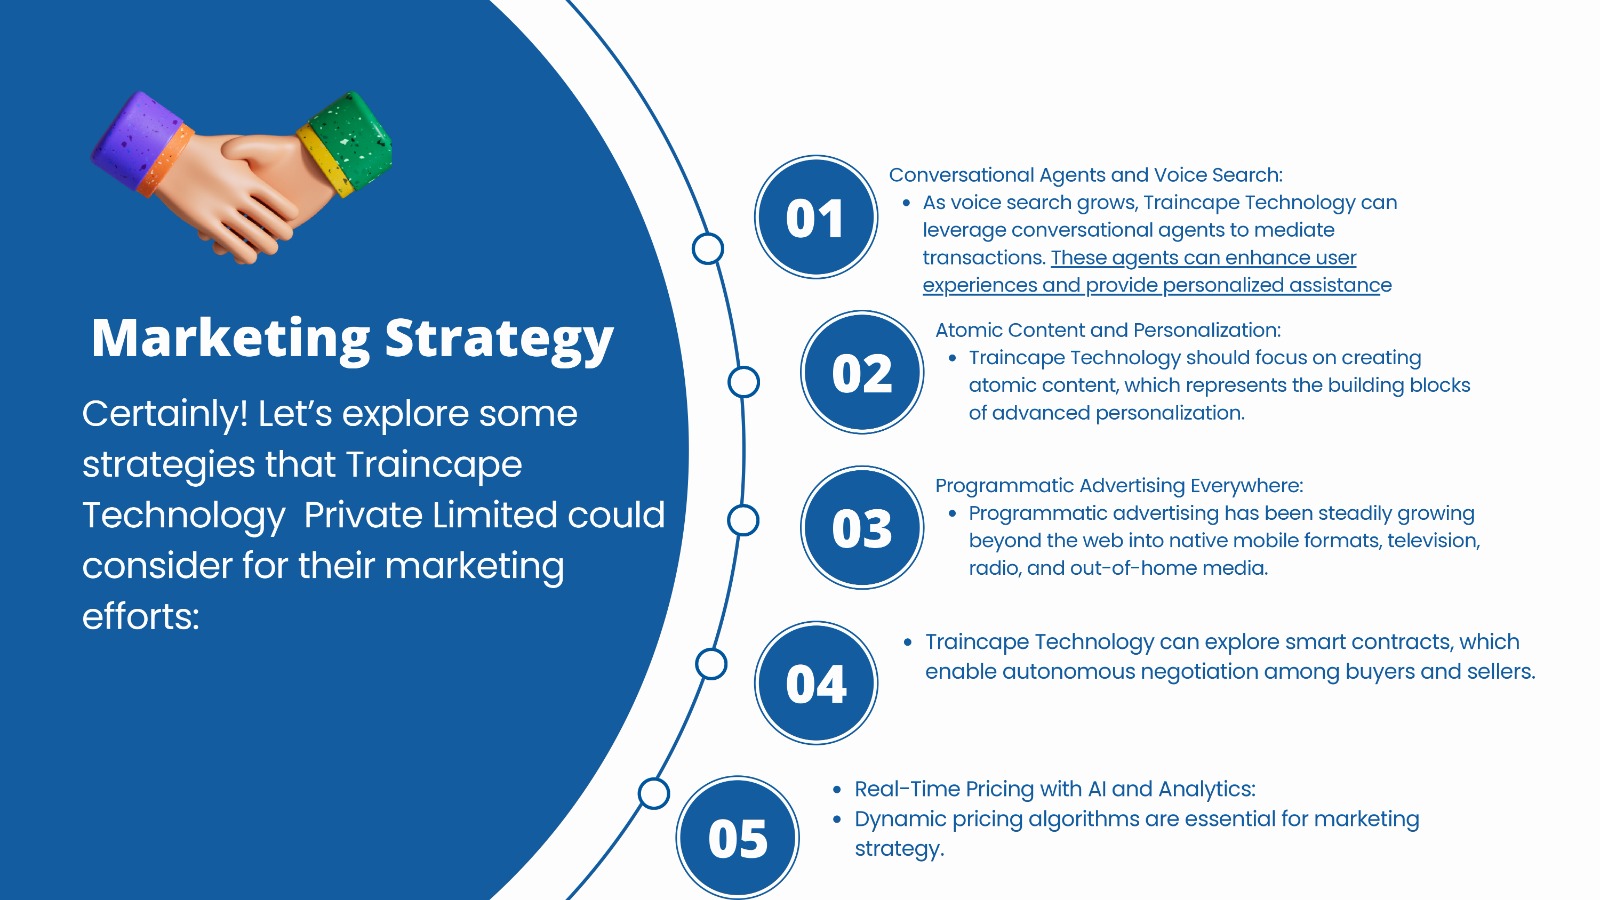 Marketing Strategy
Certainly! Let’s explore some
strategies that Traincape
Technology  Private Limited could
consider for their marketing
efforts:
01
Conversational Agents and Voice Search:
• As voice search grows, Traincape Technology can
leverage conversational agents to mediate
transactions. These agents can enhance user
experiences and provide personalized assistance
02
Atomic Content and Personalization:
• Traincape Technology should focus on creating
atomic content, which represents the building blocks
of advanced personalization.
03
Programmatic Advertising Everywhere:
• Programmatic advertising has been steadily growing
beyond the web into native mobile formats, television,
radio, and out-of-home media.
04
• Traincape Technology can explore smart contracts, which
enable autonomous negotiation among buyers and sellers.
05
• Real-Time Pricing with AI and Analytics:
• Dynamic pricing algorithms are essential for marketing
strategy.